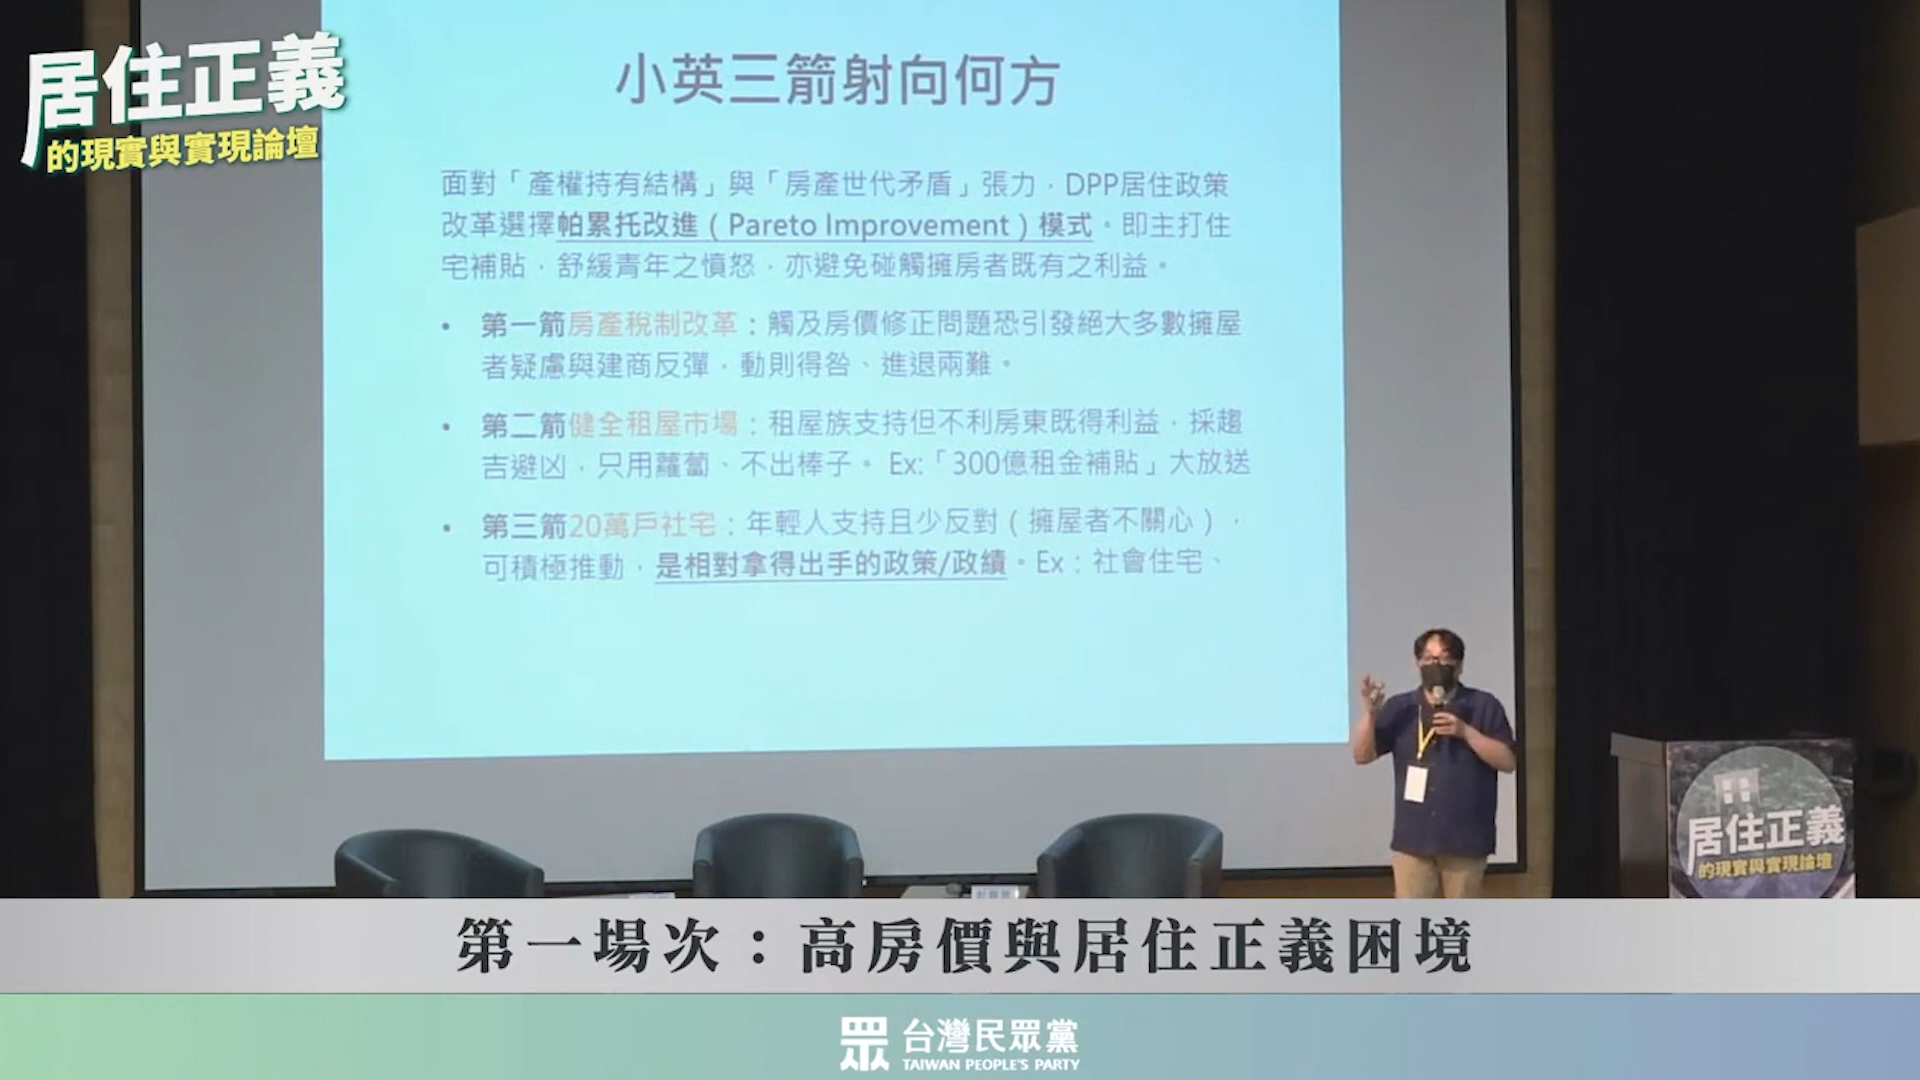 居住正義
的現實與實現論壇
小英三箭射向何方
面對「產權持有結構」與「房產世代矛盾」張力，DPP居住政策
改革選擇帕累托改進（Pareto Improvement）模式。即主打住
宅補貼，舒緩青年之憤怒，亦避免碰觸擁房者既有之利益。
• 第一箭房產稅制改革：觸及房價修正問題恐引發絕大多數擁屋
者疑慮與建商反彈，動則得咎、進退兩難。
• 第二箭健全租屋市場：租屋族支持但不利房東既得利益，採趨
吉避凶，只用蘿蔔、不出棒子。Ex:「300億租金補貼」大放送
• 第三箭20萬戶社宅：年輕人支持且少反對（擁屋者不關心），
可積極推動，是相對拿得出手的政策/政績。Ex：社會住宅、
居住正義
的現實與實現論壇
第一場次：高房價與居住正義困境
眾 台灣民眾黨
TAIWAN PEOPLE'S PARTY